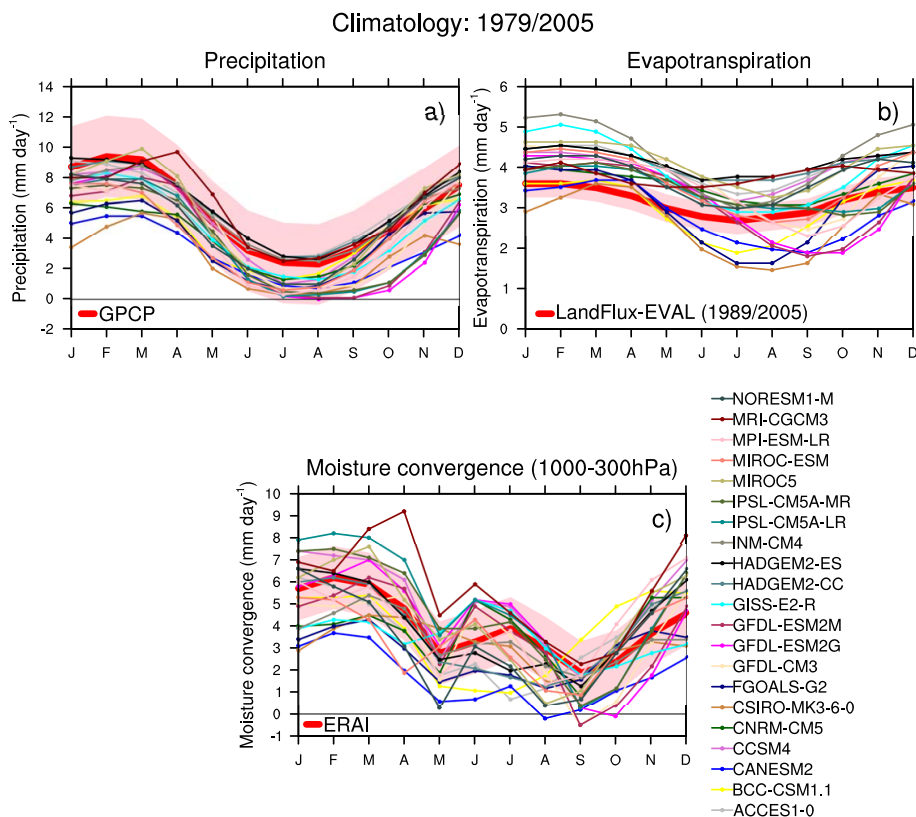 Climatology: 1979/2005
Precipitation
Evapotranspiration
Precipitation (mm day-1)
14
12
10
8
6
4
2
0
-2
a)
GPCP
J F M A M J J A S O N D
Evapotranspiration (mm day-1)
6
5
4
3
2
1
0
b)
LandFlux-EVAL (1989/2005)
J F M A M J J A S O N D
Moisture convergence (1000-300hPa)
Moisture convergence (mm day-1)
10
9
8
7
6
5
4
3
2
1
0
-1
c)
ERAI
J F M A M J J A S O N D
NORESM1-M
MRI-CGCM3
MPI-ESM-LR
MIROC-ESM
MIROC5
IPSL-CM5A-MR
IPSL-CM5A-LR
INM-CM4
HADGEM2-ES
HADGEM2-CC
GISS-E2-R
GFDL-ESM2M
GFDL-ESM2G
GFDL-CM3
FGOALS-G2
CSIRO-MK3-6-0
CNRM-CM5
CCSM4
CANESM2
BCC-CSM1.1
ACCES1-0